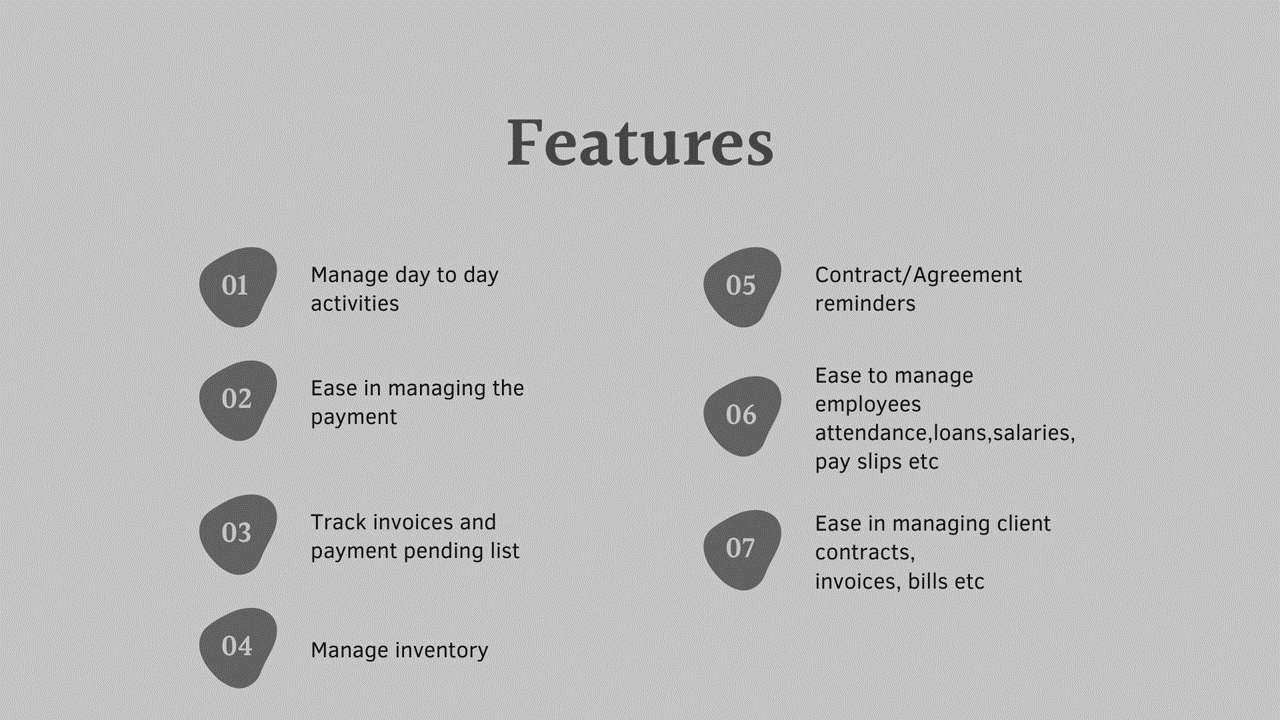 Features
01
Manage day to day
activities
02
Ease in managing the
payment
03
Track invoices and
payment pending list
04
Manage inventory
05
Contract/Agreement
reminders
06
Ease to manage
employees
attendance,loans,salaries,
pay slips etc
07
Ease in managing client
contracts,
invoices, bills etc